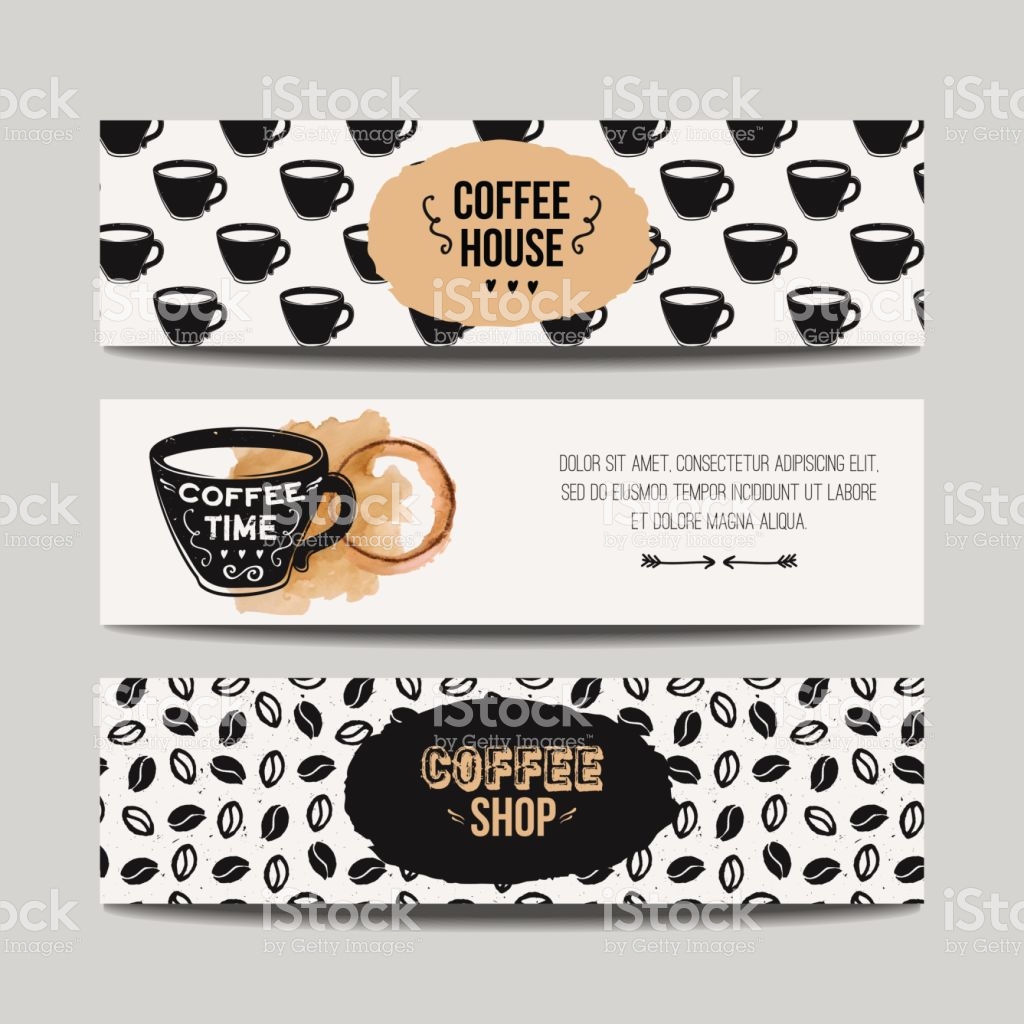 COFFEE
HOUSE
COFFEE
TIME
DOLOR SIT AMET, CONSECTETUR ADIPISICING ELIT,
SED DO EIUSMOD TEMPOR INCIDIDUNT UT LABORE
ET DOLORE MAGNA ALIQUA.
COFFEE
SHOP
iStock
by Getty Images™